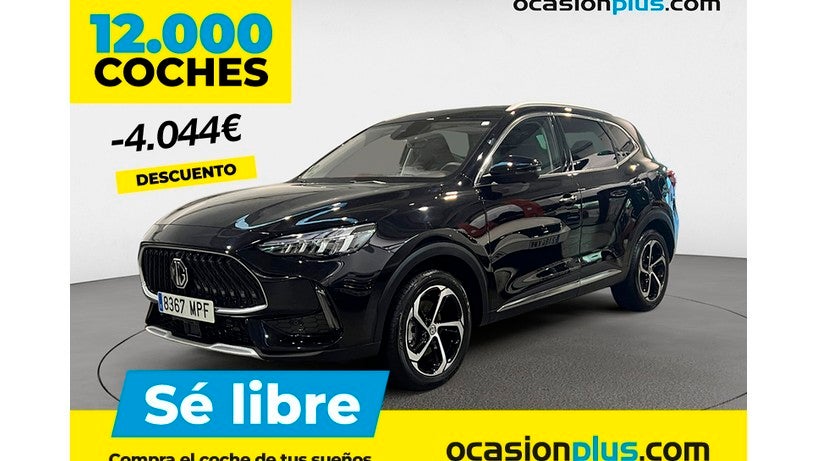 ocasionplus.com
12.000
COCHES
-4.044€
DESCUENTO
MG
8367 MPF
Sé libre
Compra el coche de tus sueños
ocasionplus.com